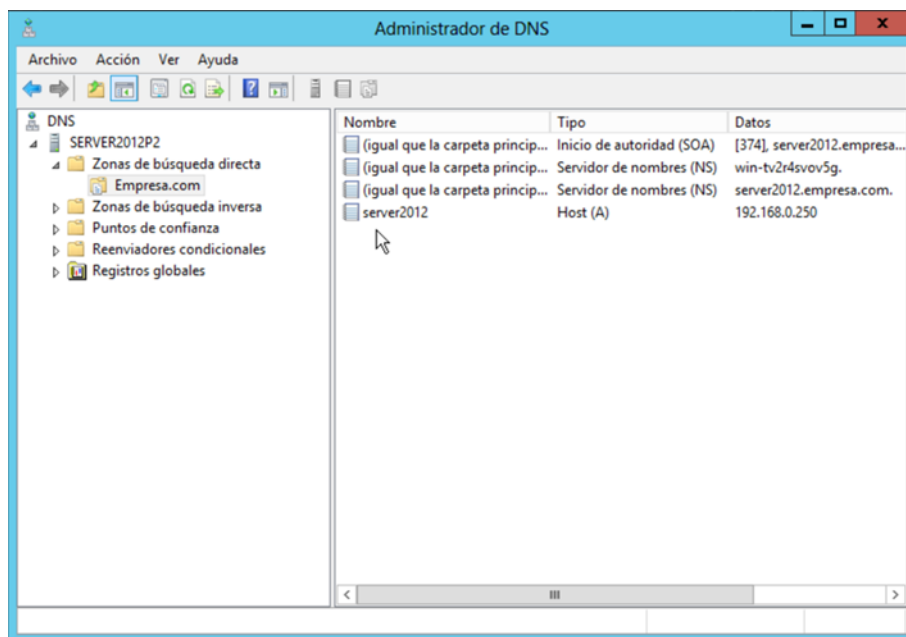 Administrador de DNS
Archivo Acción Ver Ayuda
DNS
SERVER2012P2
Zonas de búsqueda directa
Empresa.com
Zonas de búsqueda inversa
Puntos de confianza
Reenviadores condicionales
Registros globales
Nombre Tipo Datos
(igual que la carpeta princip... Inicio de autoridad (SOA) [374], server2012.empresa...
(igual que la carpeta princip... Servidor de nombres (NS) win-tv2r4svov5g.
(igual que la carpeta princip... Servidor de nombres (NS) server2012.empresa.com.
server2012 Host (A) 192.168.0.250